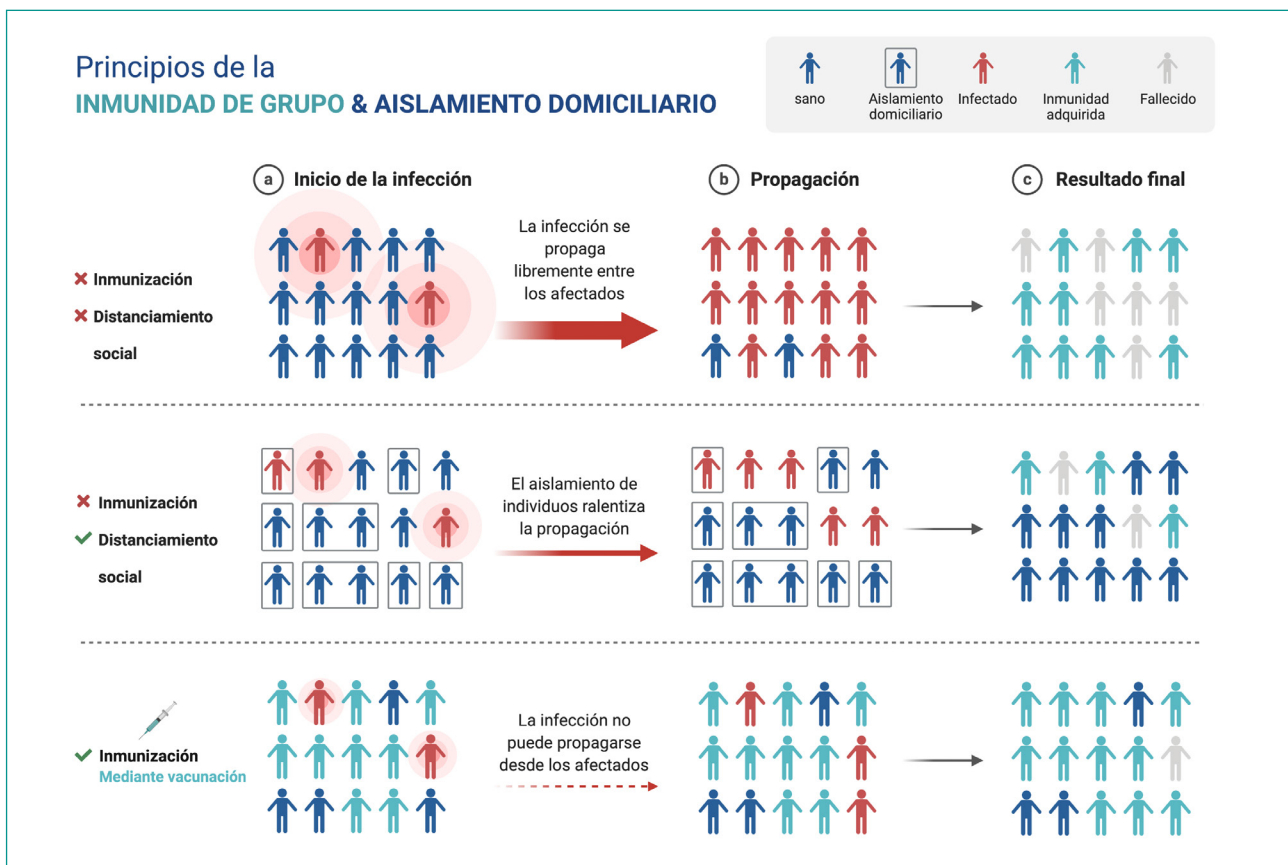 Principios de la
INMUNIDAD DE GRUPO & AISLAMIENTO DOMICILIARIO
sano
Aislamiento
domiciliario
Infectado
Inmunidad
adquirida
Fallecido
a Inicio de la infección
b Propagación
c Resultado final
Inmunización
Distanciamiento
social
La infección se
propaga
libremente entre
los afectados
Inmunización
Distanciamiento
social
El aislamiento de
individuos ralentiza
la propagación
Inmunización
Mediante vacunación
La infección no
puede propagarse
desde los afectados